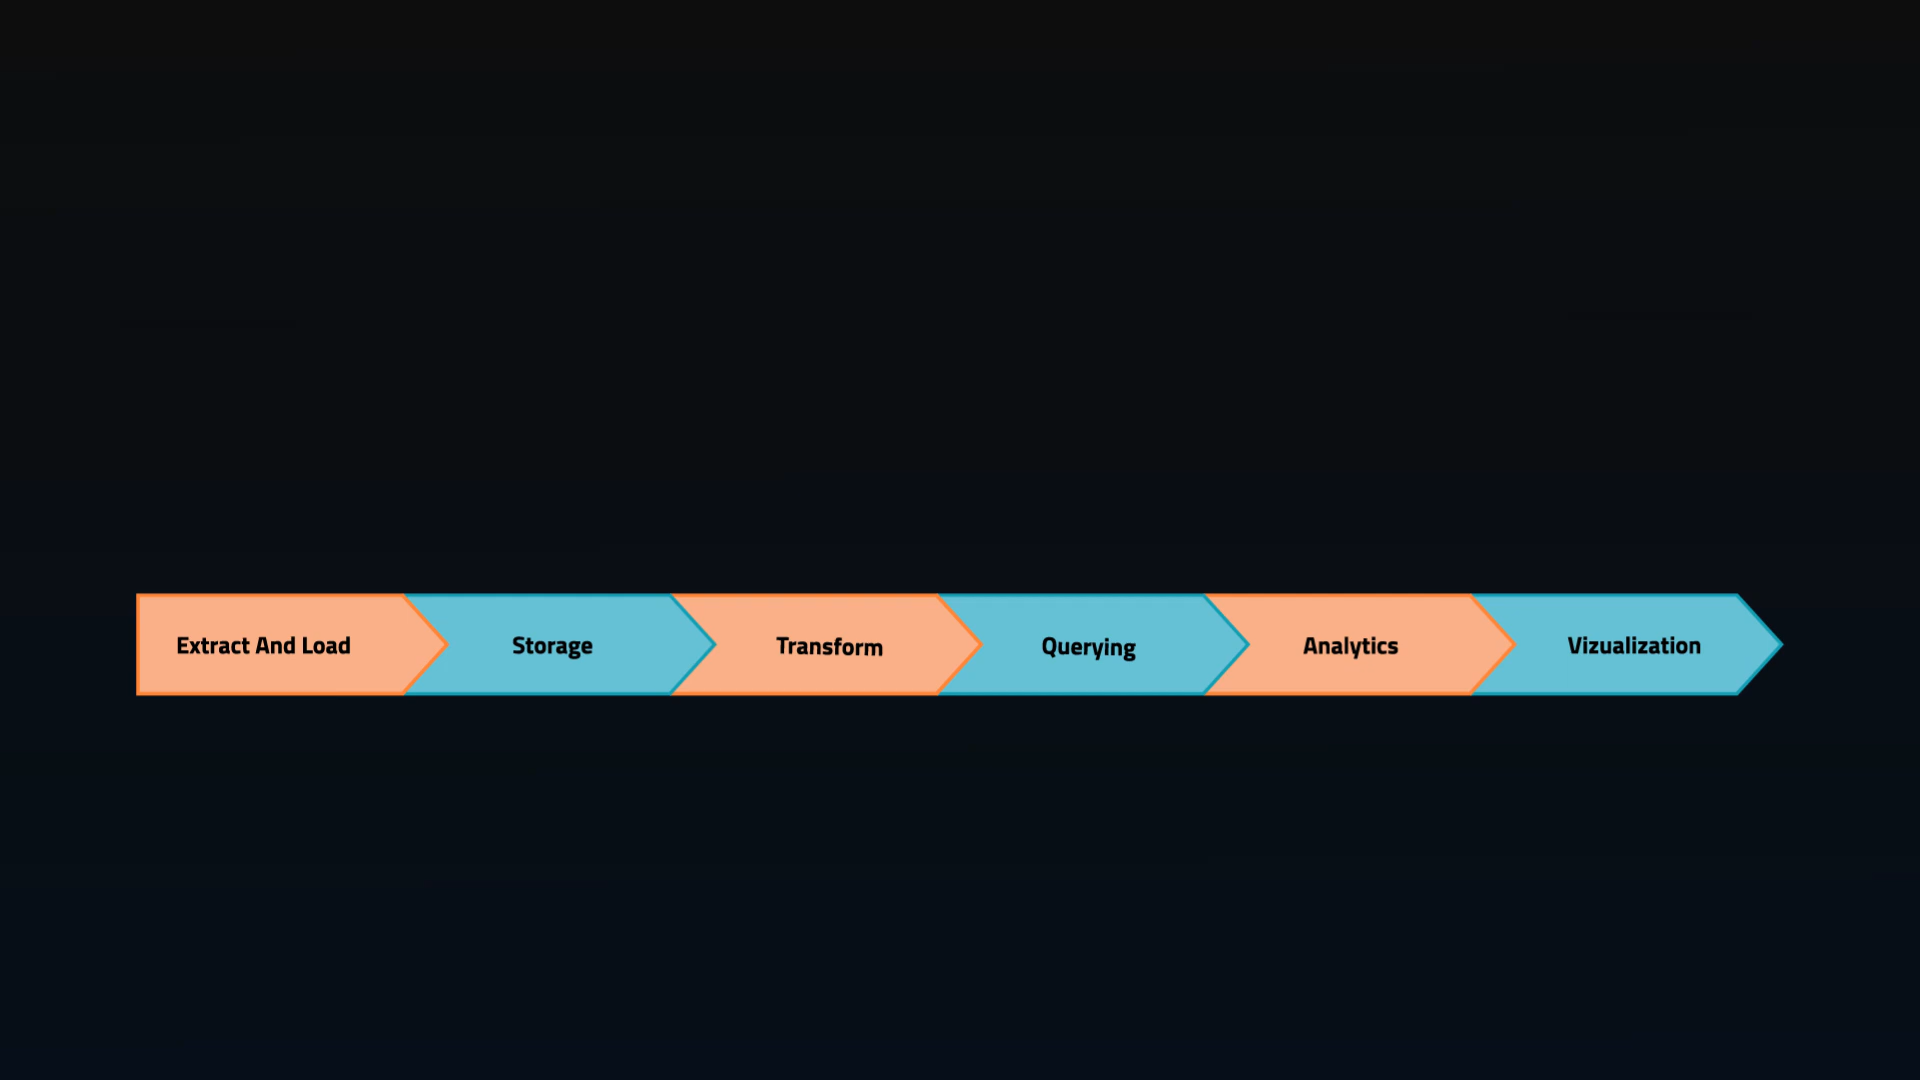 Extract And Load
Storage
Transform
Querying
Analytics
Vizualization